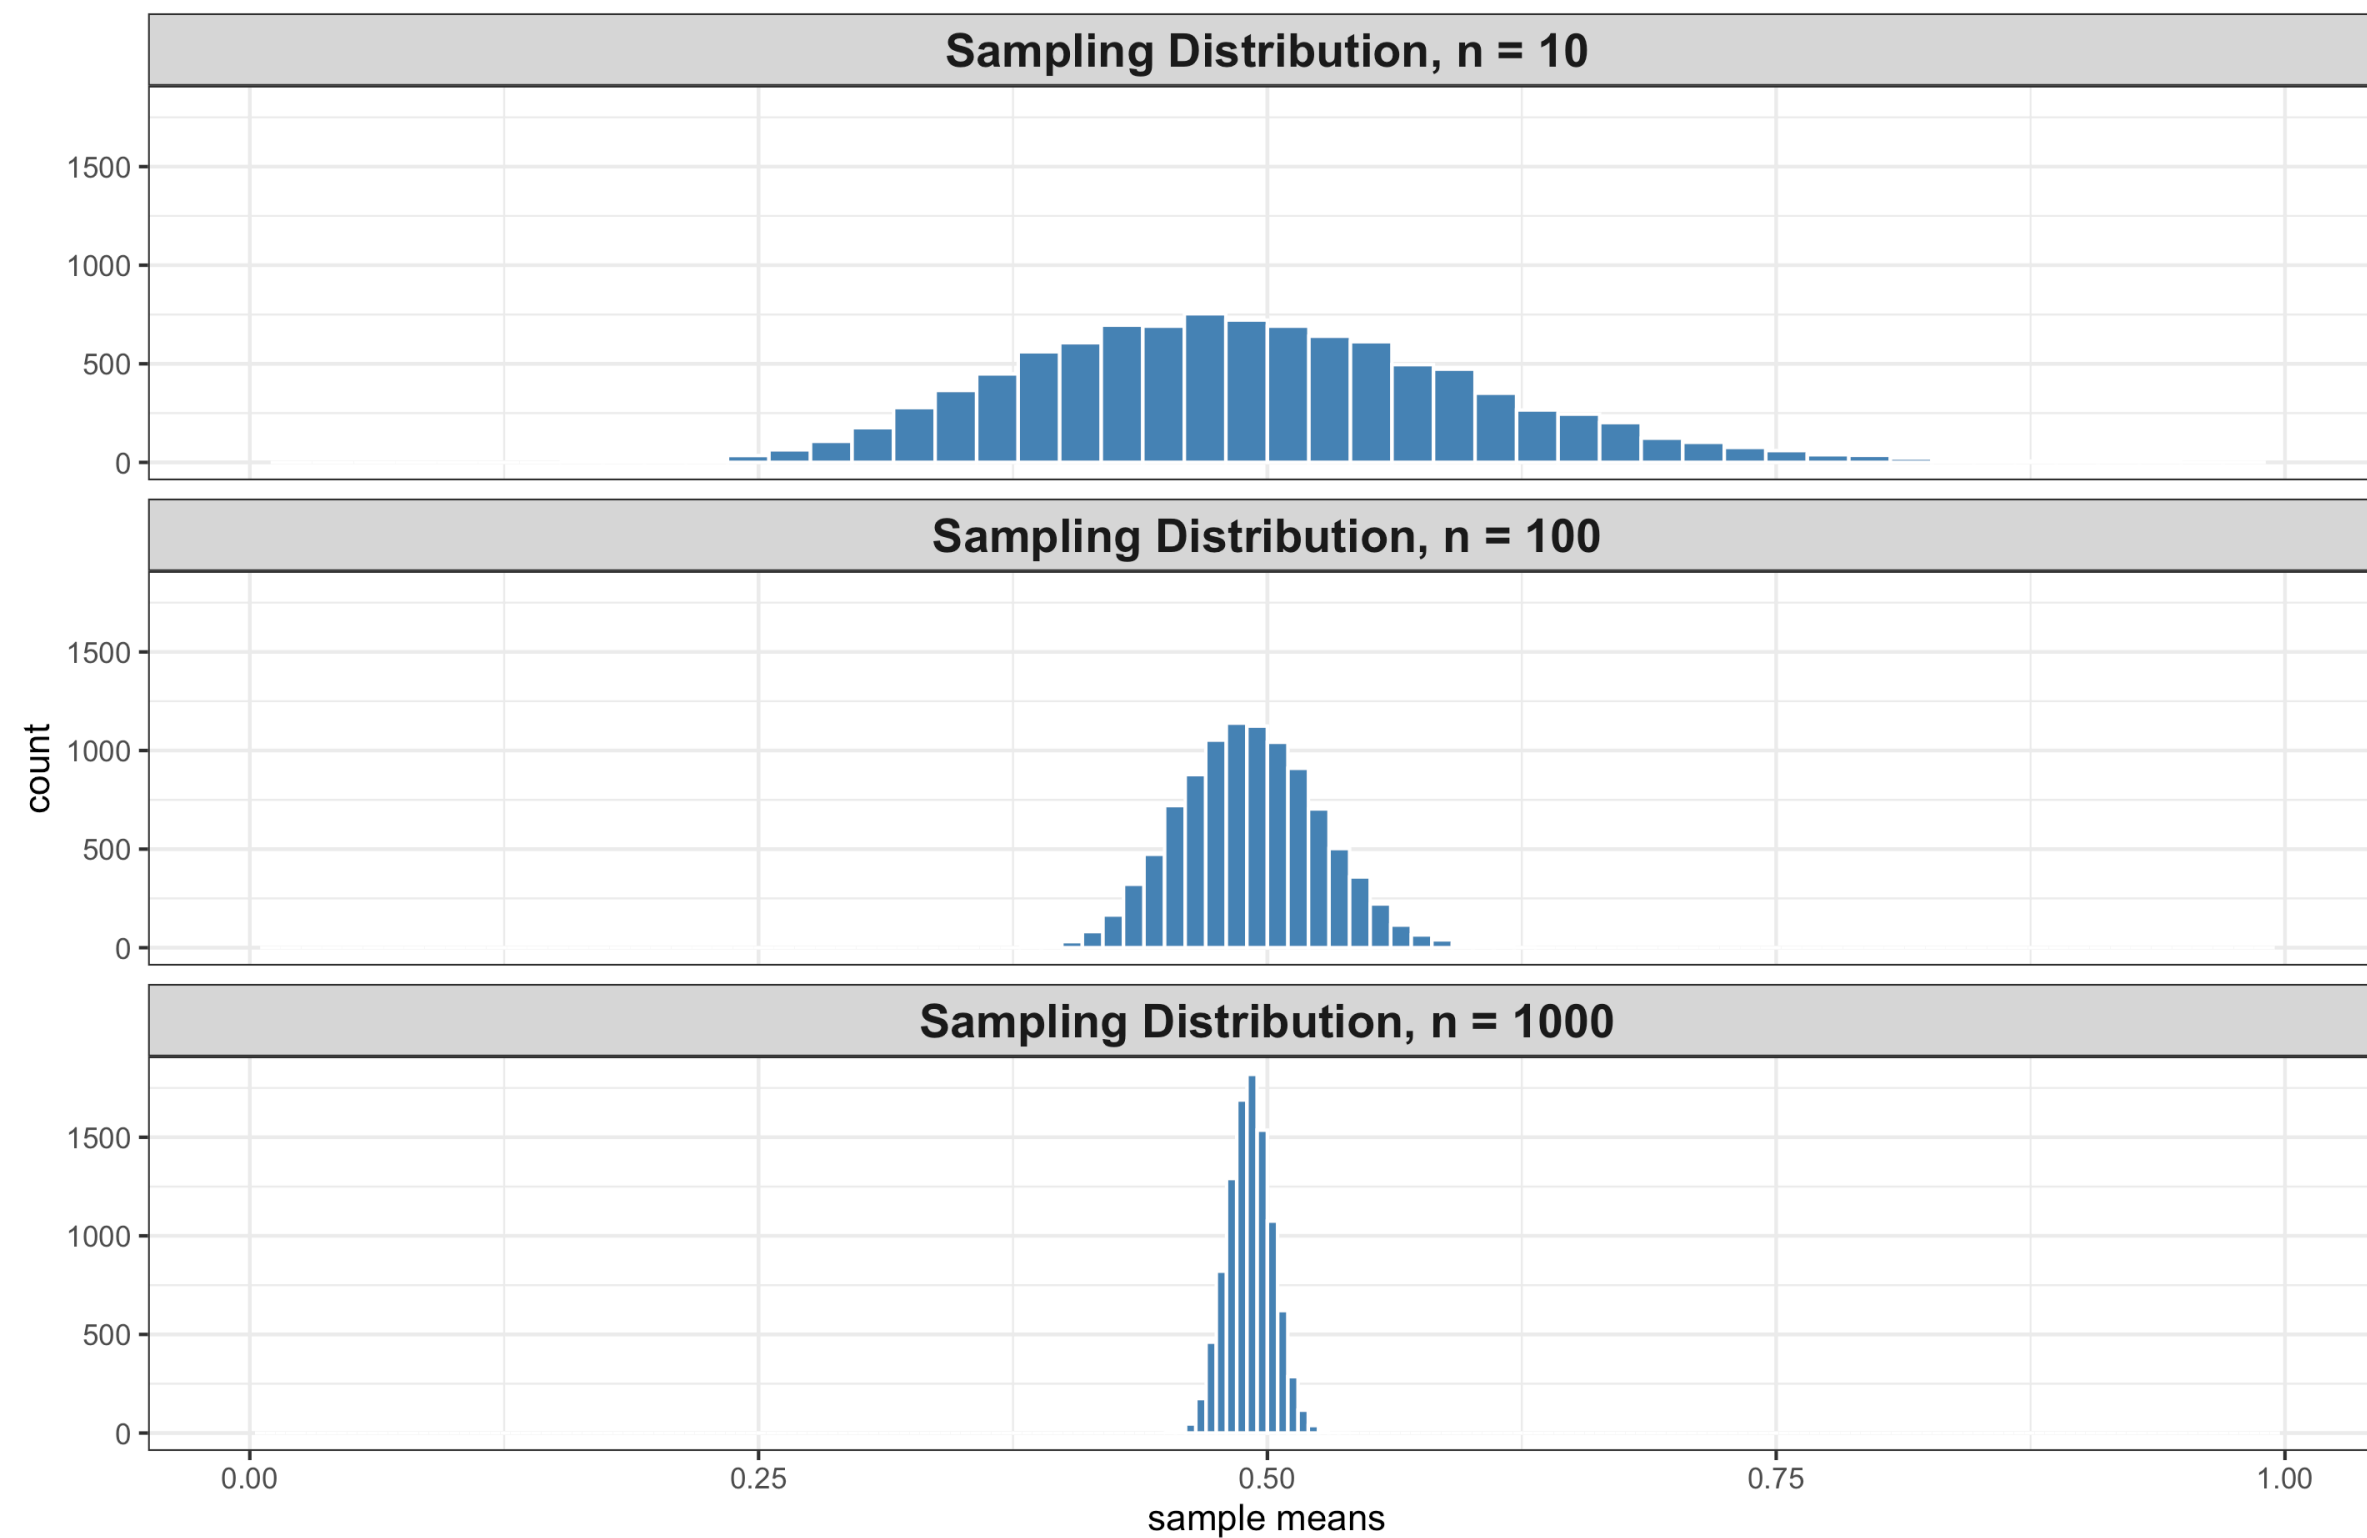 Sampling Distribution, n = 10
1500
1000
500
0
Sampling Distribution, n = 100
1500
1000
500
0
count
Sampling Distribution, n = 1000
1500
1000
500
0
0.00 0.25 0.50 0.75 1.00
sample means